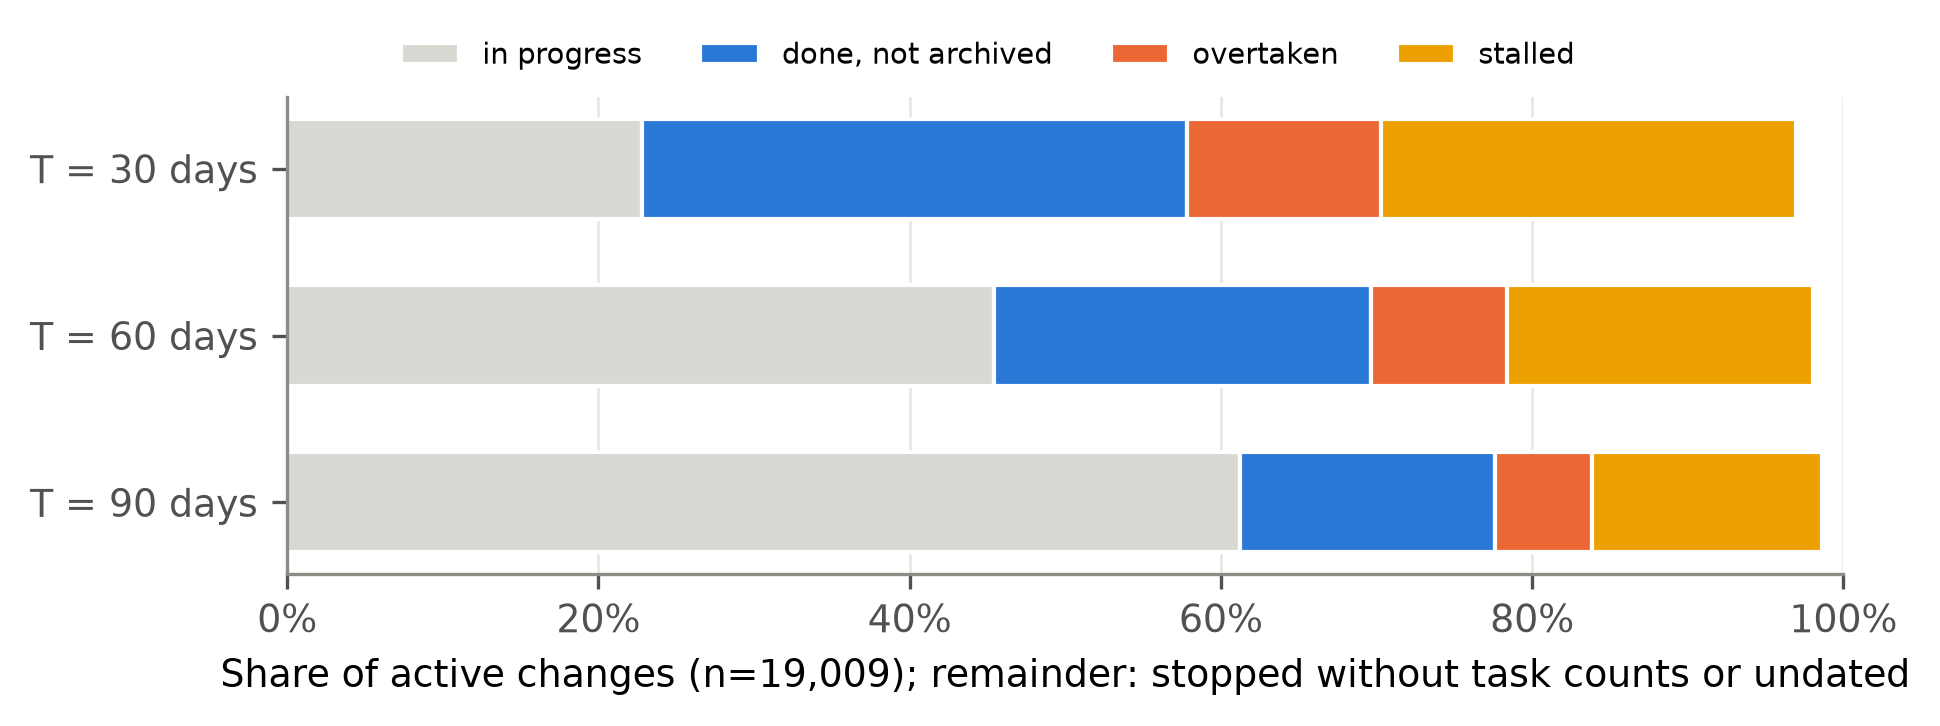 in progress   done, not archived   overtaken   stalled
T = 30 days
T = 60 days
T = 90 days
0%   20%   40%   60%   80%   100%
Share of active changes (n=19,009); remainder: stopped without task counts or undated